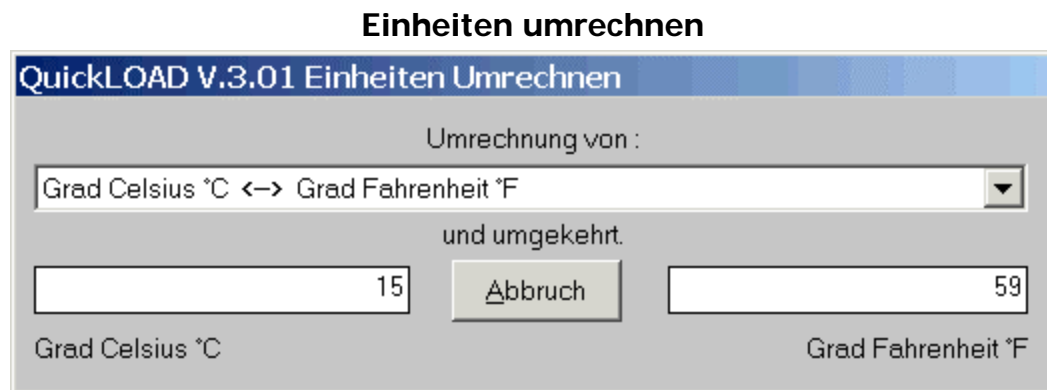 Einheiten umrechnen
QuickLOAD V.3.01 Einheiten Umrechnen
Umrechnung von :
Grad Celsius °C <-> Grad Fahrenheit °F
und umgekehrt.
15 Abbruch 59
Grad Celsius °C Grad Fahrenheit °F